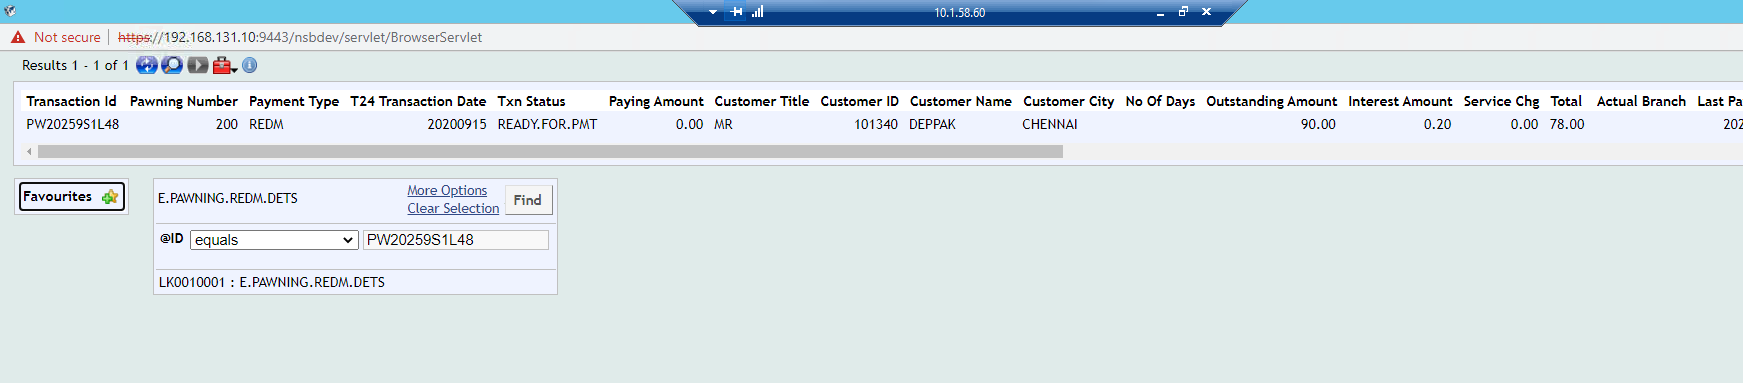 10.1.58.60
Not secure https://192.168.131.10:9443/nsbdev/servlet/BrowserServlet
Results 1 - 1 of 1
Transaction Id Pawning Number Payment Type T24 Transaction Date Txn Status Paying Amount Customer Title Customer ID Customer Name Customer City No Of Days Outstanding Amount Interest Amount Service Chg Total Actual Branch Last Pa
PW20259S1L48 200 REDM 20200915 READY.FOR.PMT 0.00 MR 101340 DEPPAK CHENNAI 90.00 0.20 0.00 78.00 202
Favourites
E.PAWNING.REDM.DETS
More Options
Clear Selection
Find
@ID equals PW20259S1L48
LK0010001 : E.PAWNING.REDM.DETS